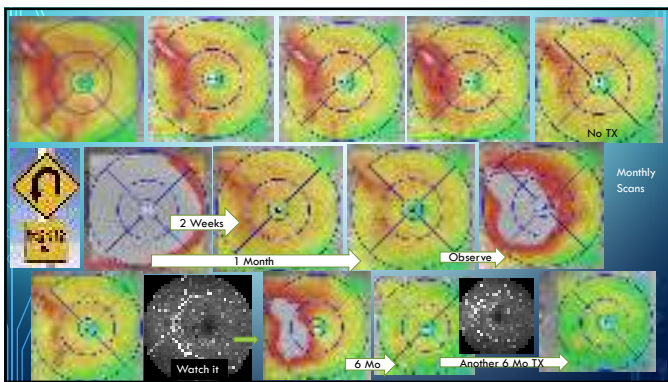 No TX
Monthly
Scans
2 Weeks
1 Month
Observe
Watch it
6 Mo
Another 6 Mo TX